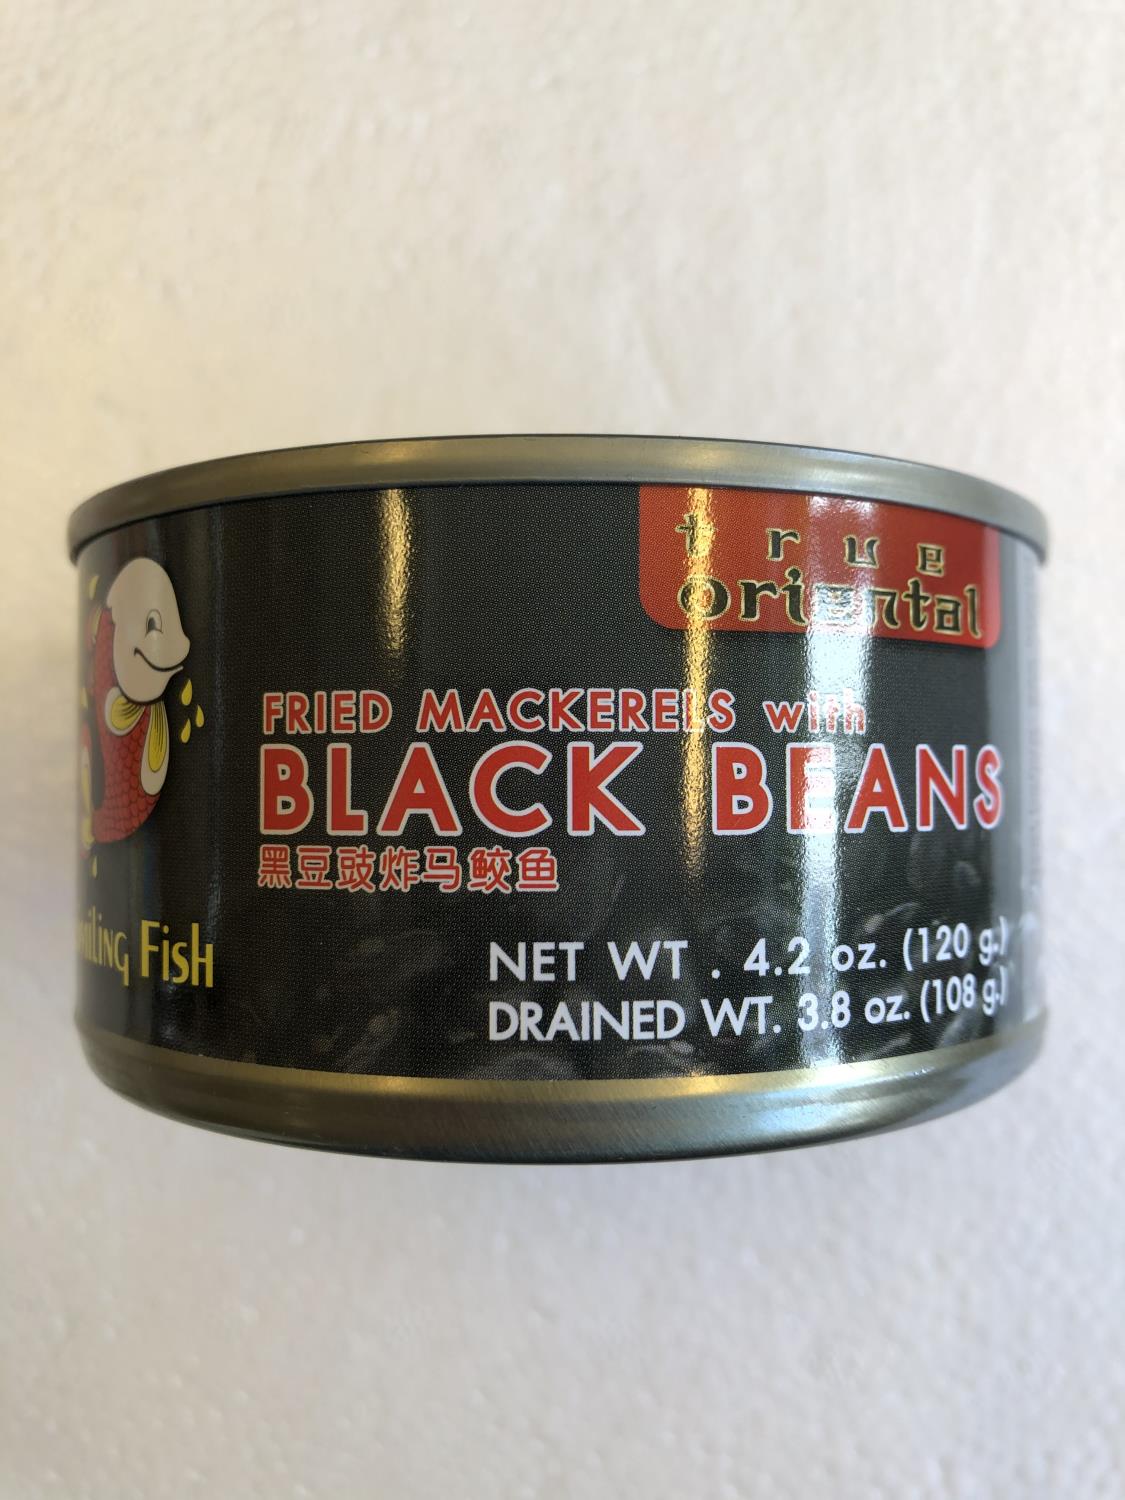 true
oriental
FRIED MACKERELS with
BLACK BEANS
黑豆豉炸马鲛鱼
Fish
NET WT . 4.2 oz. (120 g.)
DRAINED WT. 3.8 oz. (108 g.)